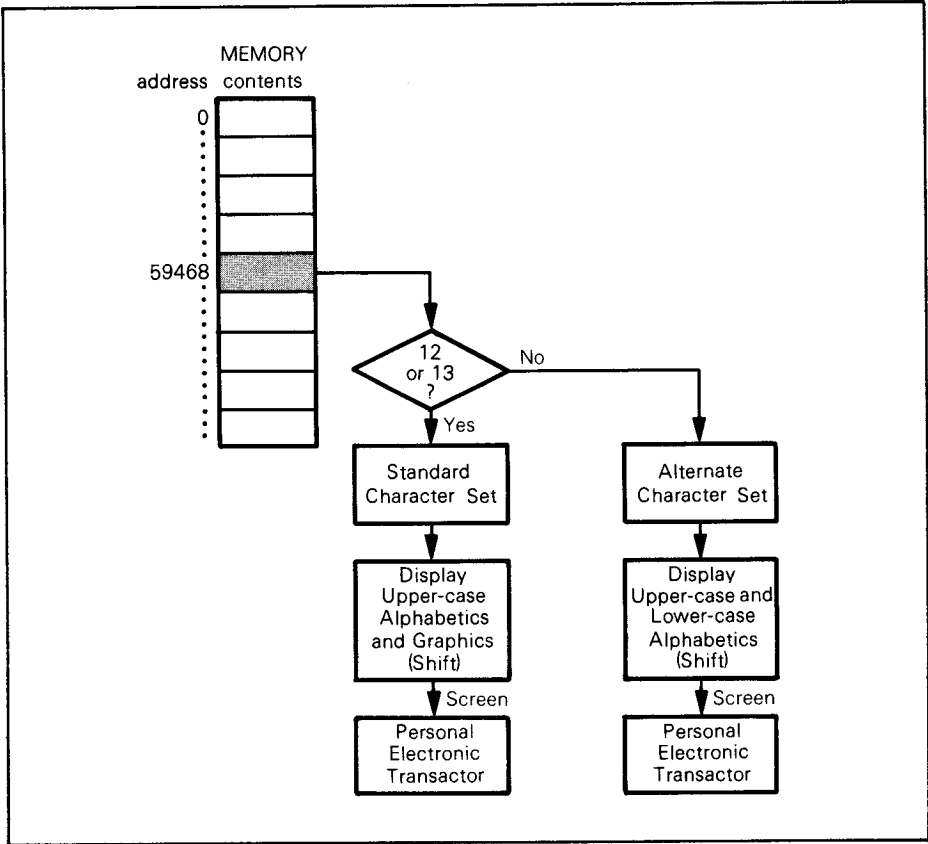 MEMORY
address contents
0
59468
12
or 13
?
No
Yes
Standard
Character Set
Alternate
Character Set
Display
Upper-case
Alphabetics
and Graphics
(Shift)
Display
Upper-case and
Lower-case
Alphabetics
(Shift)
Screen
Screen
Personal
Electronic
Transactor
Personal
Electronic
Transactor